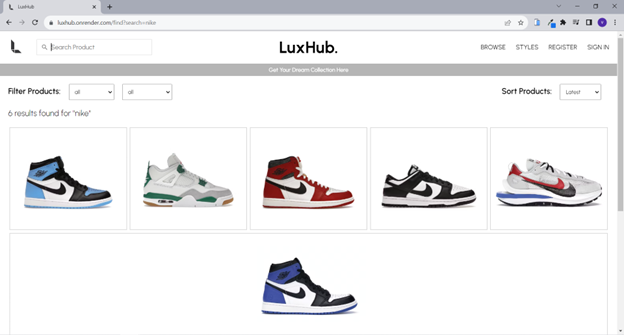 LuxHub
luxhub.onrender.com/find?search=nike
Search Product
LuxHub.
BROWSE
STYLES
REGISTER
SIGN IN
Get Your Dream Collection Here
Filter Products:
all
all
Sort Products:
Latest
6 results found for "nike"